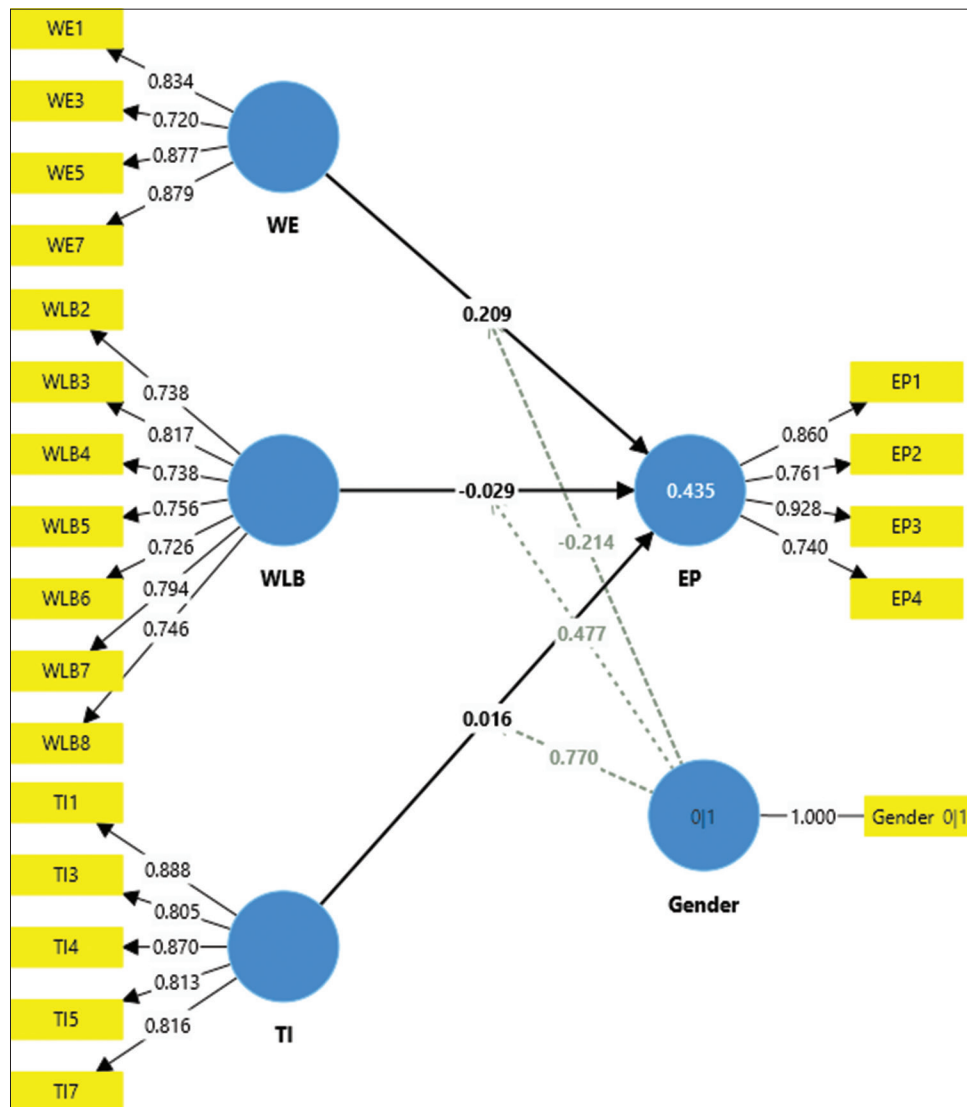 WE1
0.834
WE3
0.720
WE5
0.877
WE7
0.879
WE
0.209
WLB2
0.738
WLB3
0.817
WLB4
0.738
WLB5
0.756
WLB6
0.726
WLB7
0.794
WLB8
0.746
WLB
-0.029
EP1
0.860
EP2
0.761
EP3
0.928
EP4
0.740
0.435
EP
-0.214
0.477
0.016
0.770
TI1
0.888
TI3
0.805
TI4
0.870
TI5
0.813
TI7
0.816
TI
0|1
1.000
Gender 0|1
Gender